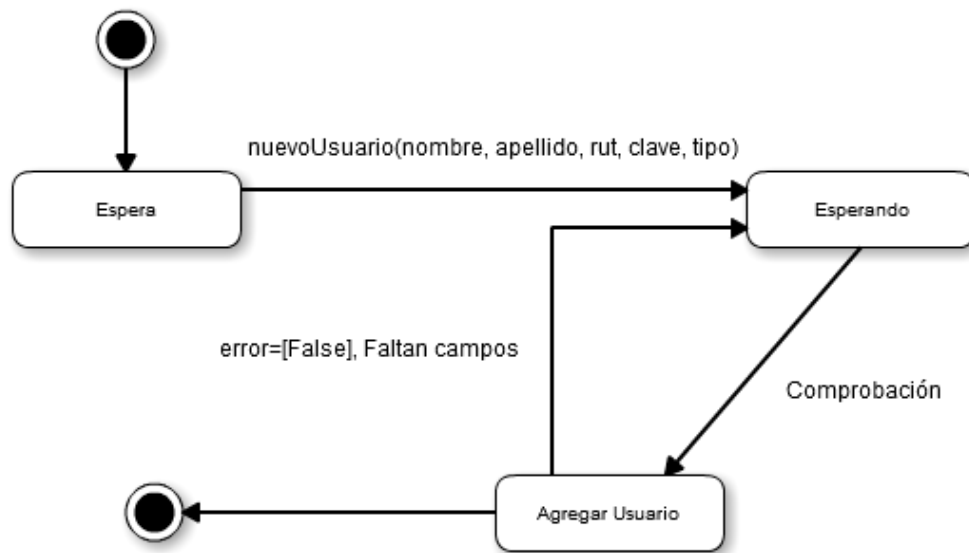 nuevoUsuario(nombre, apellido, rut, clave, tipo)
Espera
Esperando
error=[False], Faltan campos
Comprobación
Agregar Usuario